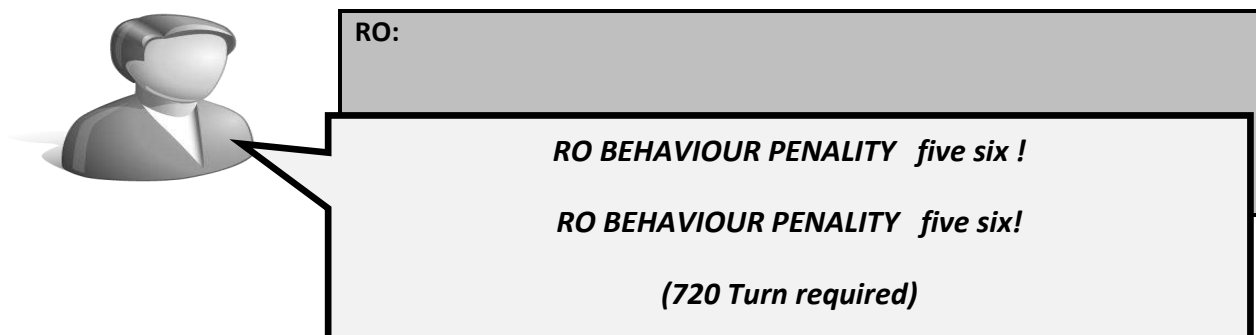 RO:
RO BEHAVIOUR PENALITY five six !
RO BEHAVIOUR PENALITY five six!
(720 Turn required)